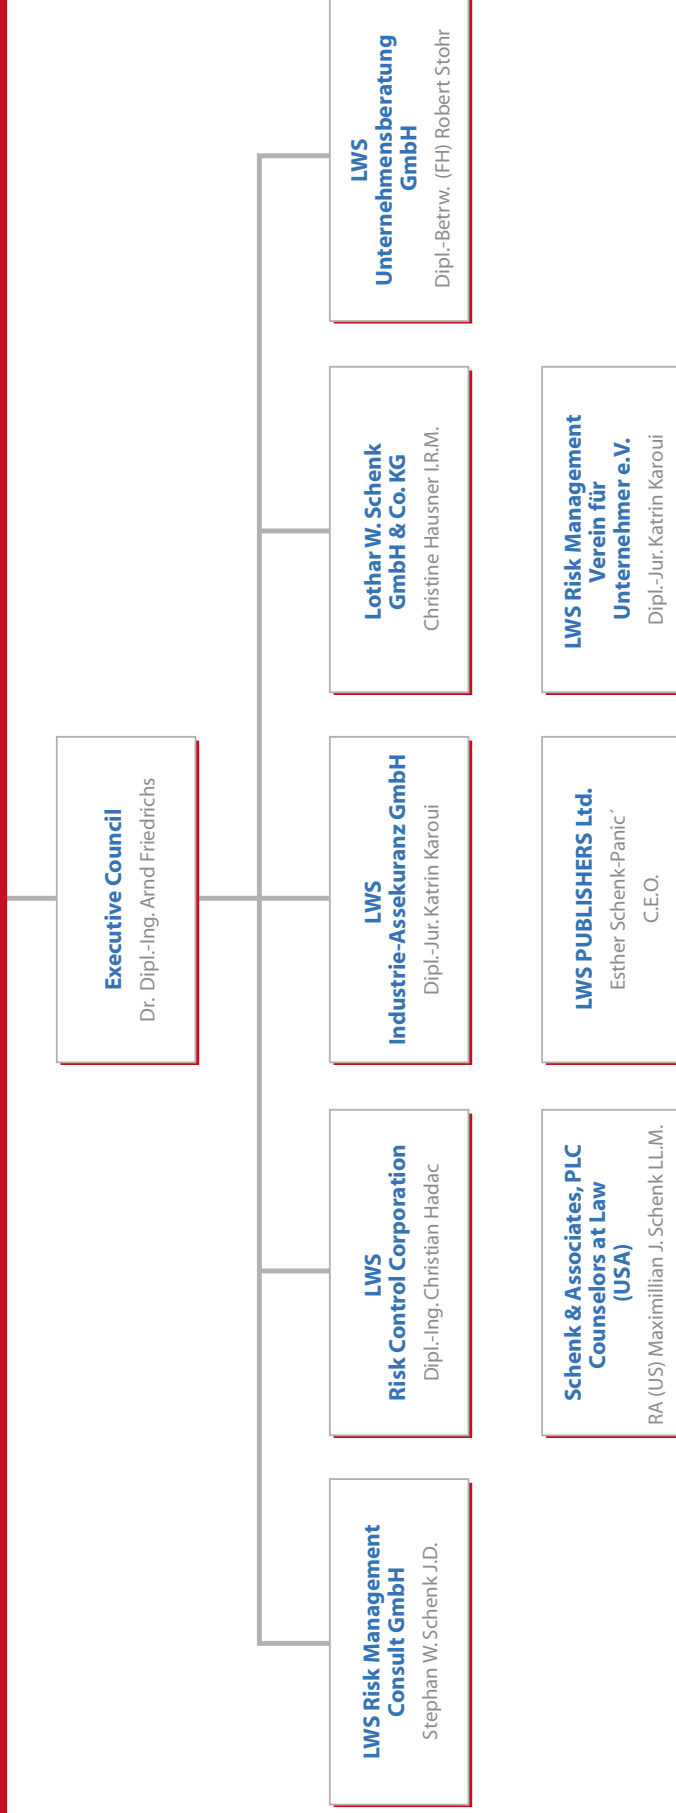 Executive Council
Dr. Dipl.-Ing. Arnd Friedrichs
LWS Risk Management
Consult GmbH
Stephan W. Schenk J.D.
LWS
Risk Control Corporation
Dipl.-Ing. Christian Hadac
LWS
Industrie-Assekuranz GmbH
Dipl.-Jur. Katrin Karoui
Lothar W. Schenk
GmbH & Co. KG
Christine Hausner I.R.M.
LWS
Unternehmensberatung
GmbH
Dipl.-Betrw. (FH) Robert Stohr
Schenk & Associates, PLC
Counselors at Law
(USA)
RA (US) Maximillian J. Schenk LL.M.
LWS PUBLISHERS Ltd.
Esther Schenk-Panic´
C.E.O.
LWS Risk Management
Verein für
Unternehmer e.V.
Dipl.-Jur. Katrin Karoui